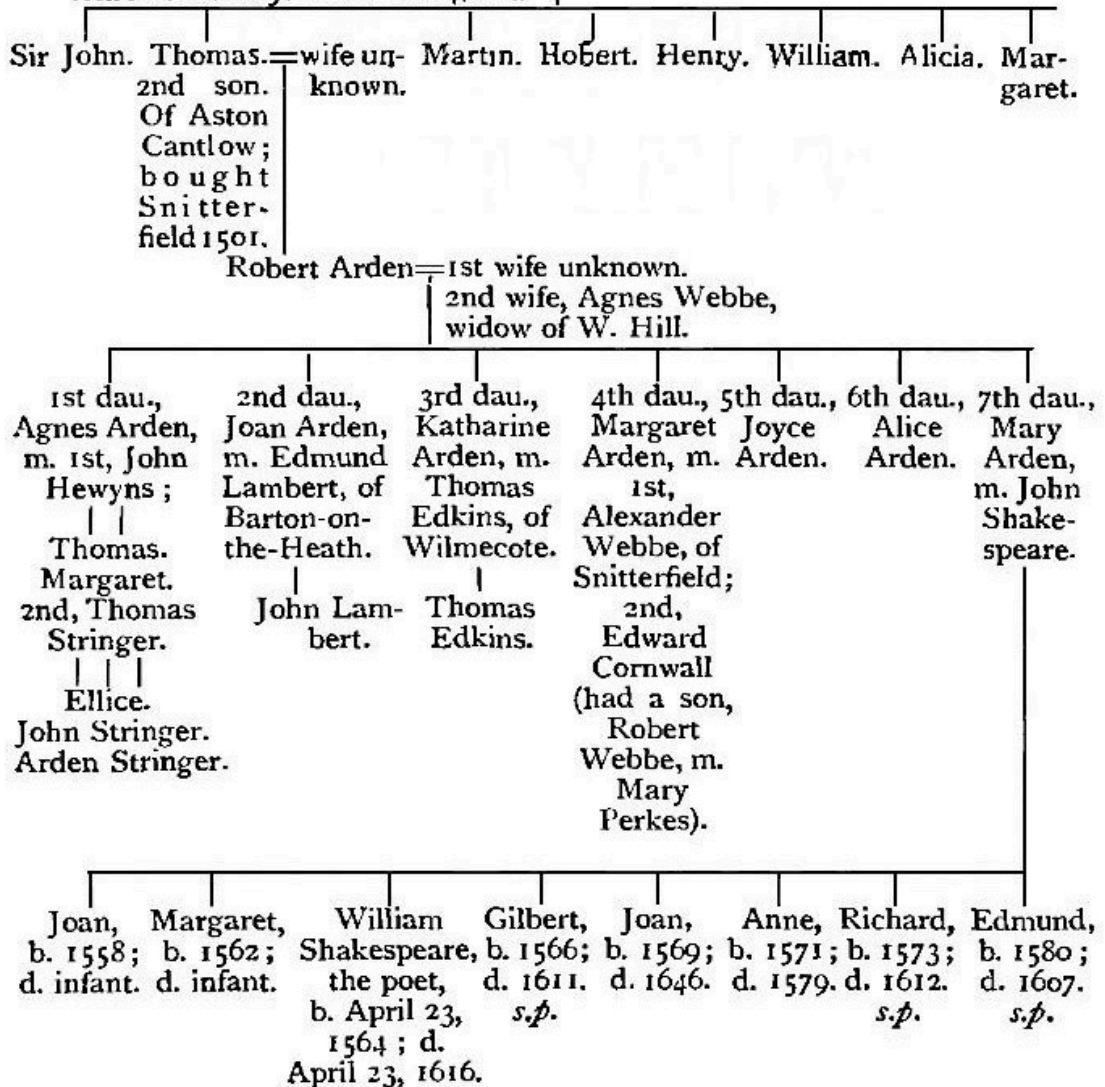 Sir John. Thomas.=wife un- Martin. Hobert. Henry. William. Alicia. Mar-
2nd son. known. garet.
Of Aston
Cantlow;
bought
Snitter-
field 1501.
Robert Arden=1st wife unknown.
2nd wife, Agnes Webbe,
widow of W. Hill.
1st dau.,
Agnes Arden,
m. 1st, John
Hewyns;
Thomas.
Margaret.
2nd, Thomas
Stringer.
Ellice.
John Stringer.
Arden Stringer.
2nd dau.,
Joan Arden,
m. Edmund
Lambert, of
Barton-on-
the-Heath.
John Lam-
bert.
3rd dau.,
Katharine
Arden, m.
Thomas
Edkins, of
Wilmecote.
Thomas
Edkins.
4th dau.,
Margaret
Arden, m.
1st,
Alexander
Webbe, of
Snitterfield;
2nd,
Edward
Cornwall
(had a son,
Robert
Webbe, m.
Mary
Perkes).
5th dau.,
Joyce
Arden.
6th dau.,
Alice
Arden.
7th dau.,
Mary
Arden,
m. John
Shake-
speare.
Joan,
b. 1558;
d. infant.
Margaret,
b. 1562;
d. infant.
William
Shakespeare,
the poet,
b. April 23,
1564; d.
April 23, 1616.
Gilbert,
b. 1566;
d. 1611.
s.p.
Joan,
b. 1569;
d. 1646.
Anne,
b. 1571;
d. 1579.
Richard,
b. 1573;
d. 1612.
s.p.
Edmund,
b. 1580;
d. 1607.
s.p.